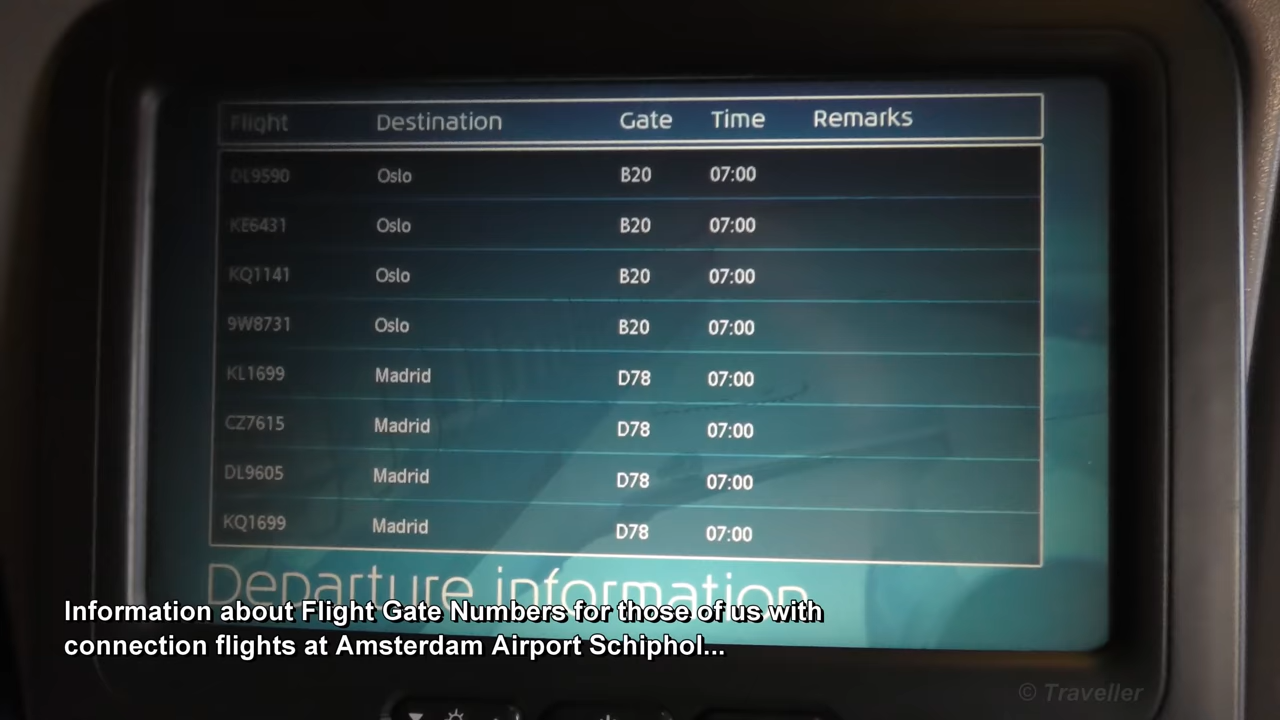 Flight Destination Gate Time Remarks
DL9590 Oslo B20 07:00
KE6431 Oslo B20 07:00
KQ1141 Oslo B20 07:00
9W8731 Oslo B20 07:00
KL1699 Madrid D78 07:00
CZ7615 Madrid D78 07:00
DL9605 Madrid D78 07:00
KQ1699 Madrid D78 07:00
Departure information
Information about Flight Gate Numbers for those of us with
connection flights at Amsterdam Airport Schiphol...
© Traveller